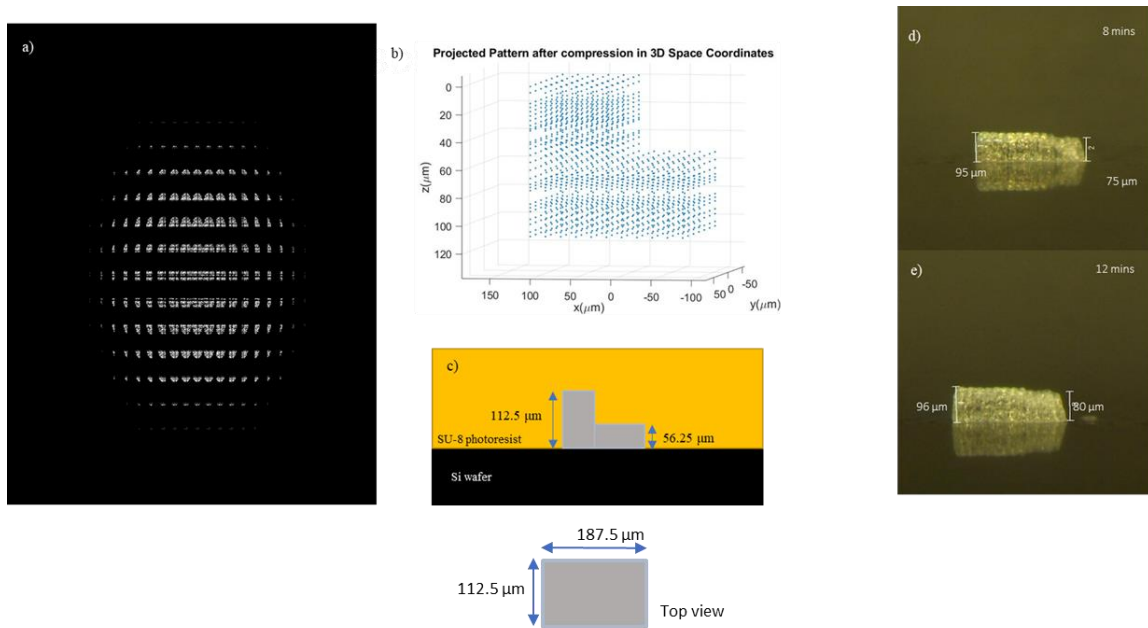 a)
b)
Projected Pattern after compression in 3D Space Coordinates
0
20
40
60
80
100
120
z(μm)
150
100
50
0
-50
-100
x(μm)
50
0
-50
y(μm)
c)
112.5 μm
56.25 μm
SU-8 photoresist
Si wafer
187.5 μm
112.5 μm
Top view
d)
8 mins
95 μm
75 μm
e)
12 mins
96 μm
80 μm